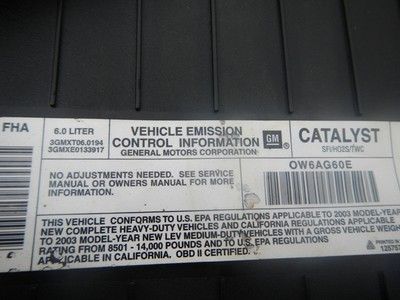 FHA
6.0 LITER
3GMXT06.0194
3GMXE0133917
VEHICLE EMISSION
CONTROL INFORMATION
GENERAL MOTORS CORPORATION
GM
CATALYST
SFI/HO2S/TWC
OW6AG60E
NO ADJUSTMENTS NEEDED. SEE SERVICE
MANUAL OR OWNERS MANUAL FOR MORE
INFORMATION.
THIS VEHICLE CONFORMS TO U.S. EPA REGULATIONS APPLICABLE TO 2003 MODEL-YEAR
NEW COMPLETE HEAVY-DUTY VEHICLES AND CALIFORNIA REGULATIONS APPLICABLE
TO 2003 MODEL-YEAR NEW LEV MEDIUM-DUTY VEHICLES WITH A GROSS VEHICLE WEIGHT
RATING FROM 8501 - 14,000 POUNDS AND TO U.S. EPA REGULATIONS IF
APPLICABLE IN CALIFORNIA. OBD II CERTIFIED.
PRINTED IN